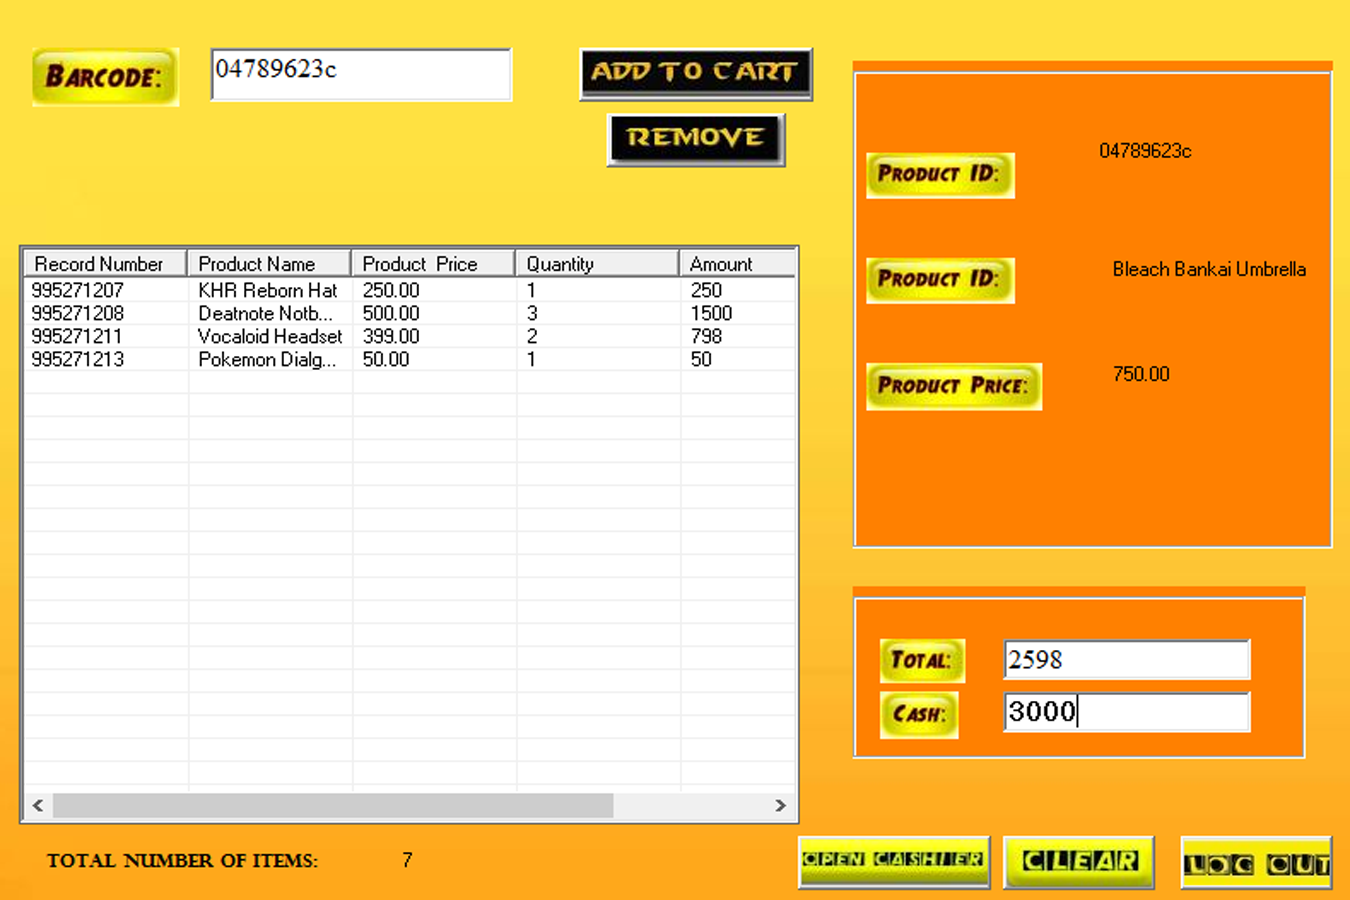 BARCODE: 04789623c ADD TO CART
REMOVE
Record Number Product Name Product Price Quantity Amount
995271207 KHR Reborn Hat 250.00 1 250
995271208 Deatnote Notb... 500.00 3 1500
995271211 Vocaloid Headset 399.00 2 798
995271213 Pokemon Dialg... 50.00 1 50
TOTAL NUMBER OF ITEMS: 7
PRODUCT ID: 04789623c
PRODUCT ID: Bleach Bankai Umbrella
PRODUCT PRICE: 750.00
TOTAL: 2598
CASH: 3000
OPEN CASHIER CLEAR LOG OUT